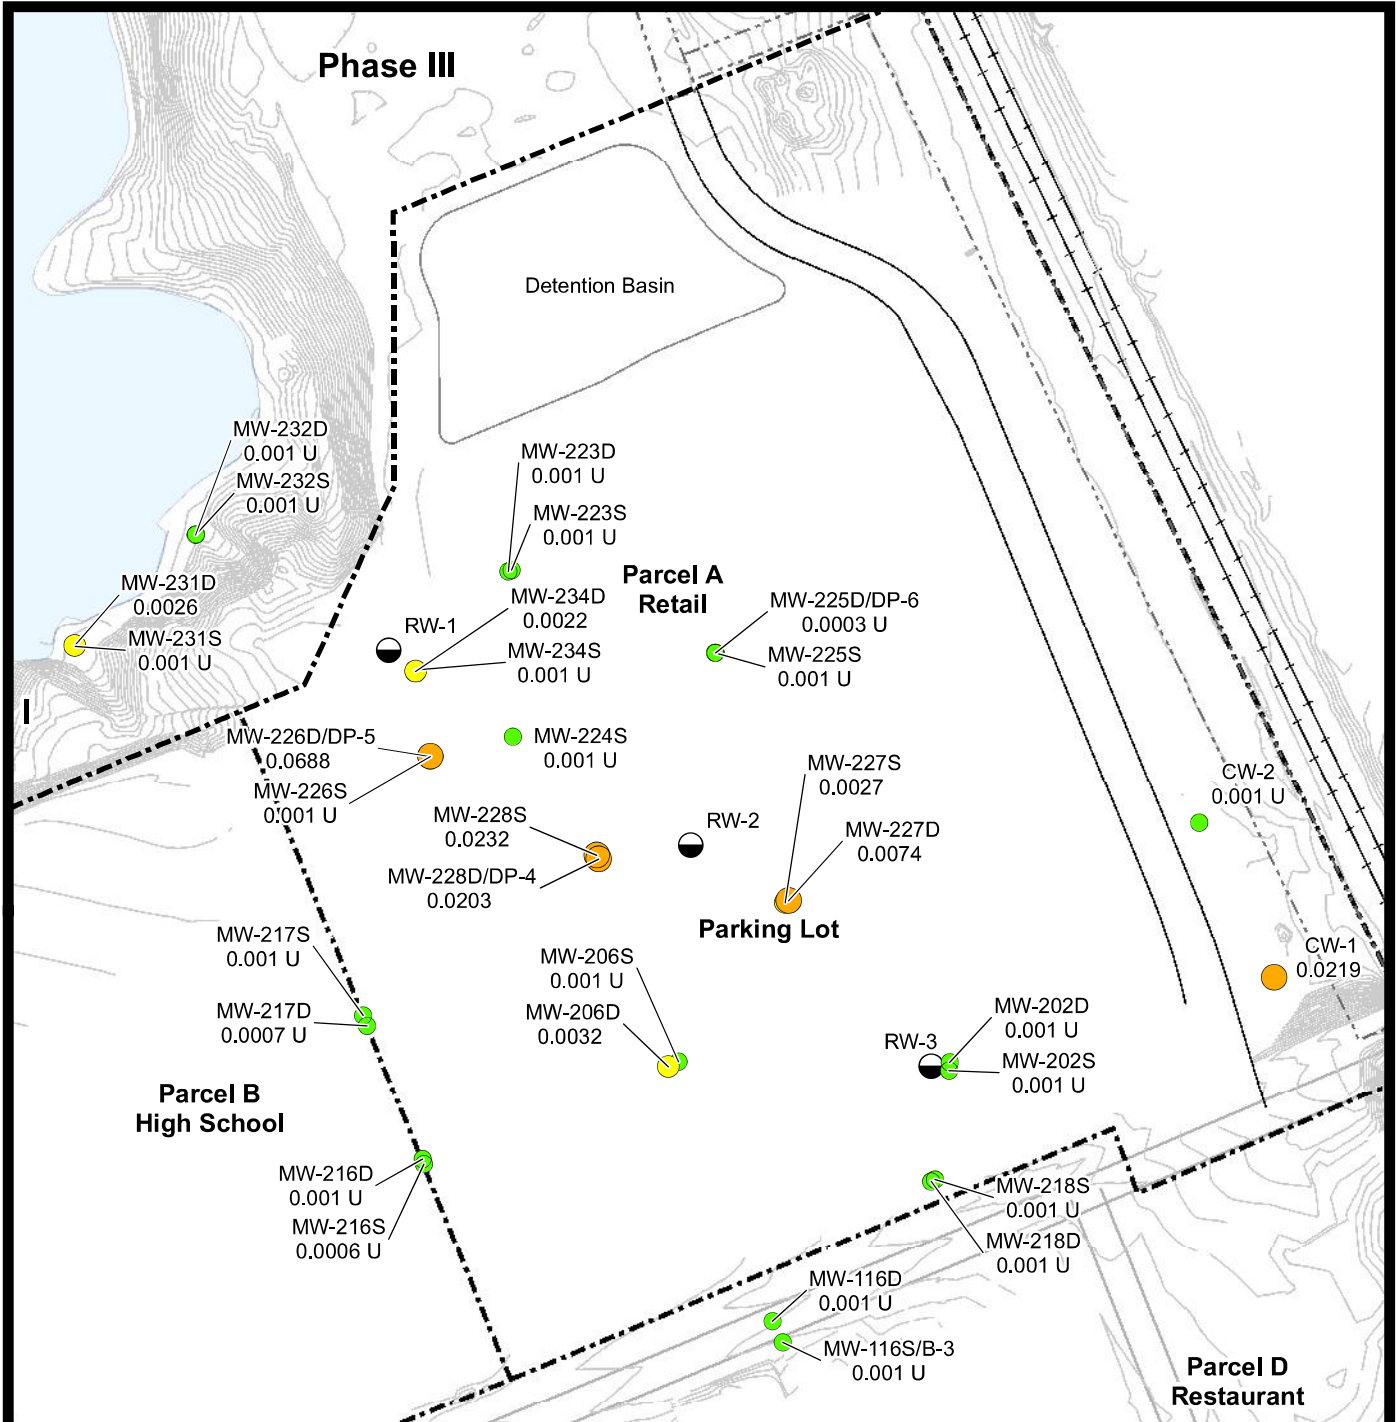 Phase III
Detention Basin
MW-232D
0.001 U
MW-232S
0.001 U
MW-223D
0.001 U
MW-223S
0.001 U
Parcel A
Retail
MW-231D
0.0026
MW-231S
0.001 U
MW-234D
0.0022
MW-234S
0.001 U
RW-1
MW-225D/DP-6
0.0003 U
MW-225S
0.001 U
I
MW-226D/DP-5
0.0688
MW-226S
0.001 U
MW-224S
0.001 U
MW-227S
0.0027
MW-227D
0.0074
CW-2
0.001 U
MW-228S
0.0232
MW-228D/DP-4
0.0203
RW-2
Parking Lot
MW-217S
0.001 U
MW-217D
0.0007 U
MW-206S
0.001 U
MW-206D
0.0032
CW-1
0.0219
RW-3
MW-202D
0.001 U
MW-202S
0.001 U
Parcel B
High School
MW-216D
0.001 U
MW-216S
0.0006 U
MW-218S
0.001 U
MW-218D
0.001 U
MW-116D
0.001 U
MW-116S/B-3
0.001 U
Parcel D
Restaurant